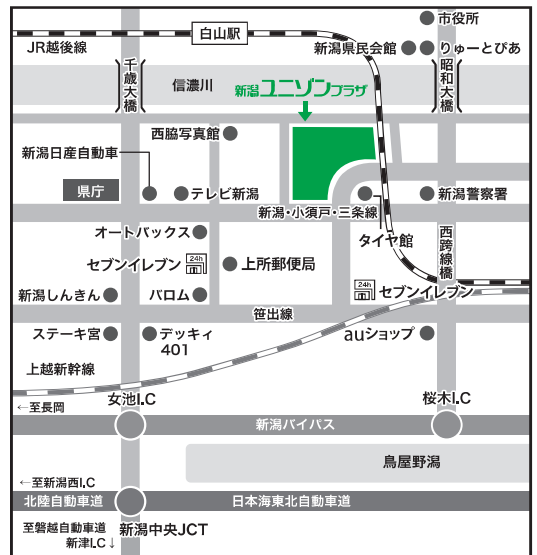 市役所
白山駅
JR越後線
新潟県民会館
りゅーとぴあ
千歳大橋
信濃川
新潟ユニゾンプラザ
昭和大橋
西脇写真館
新潟日産自動車
県庁
テレビ新潟
新潟警察署
新潟・小須戸・三条線
オートバックス
タイヤ館
西跨線橋
セブンイレブン
24h
上所郵便局
24h
セブンイレブン
新潟しんきん
バロム
笹出線
ステーキ宮
デッキィ
401
auショップ
上越新幹線
女池I.C
桜木I.C
←至長岡
新潟バイパス
鳥屋野潟
←至新潟西I.C
北陸自動車道
日本海東北自動車道
至磐越自動車道
新津I.C↓
新潟中央JCT